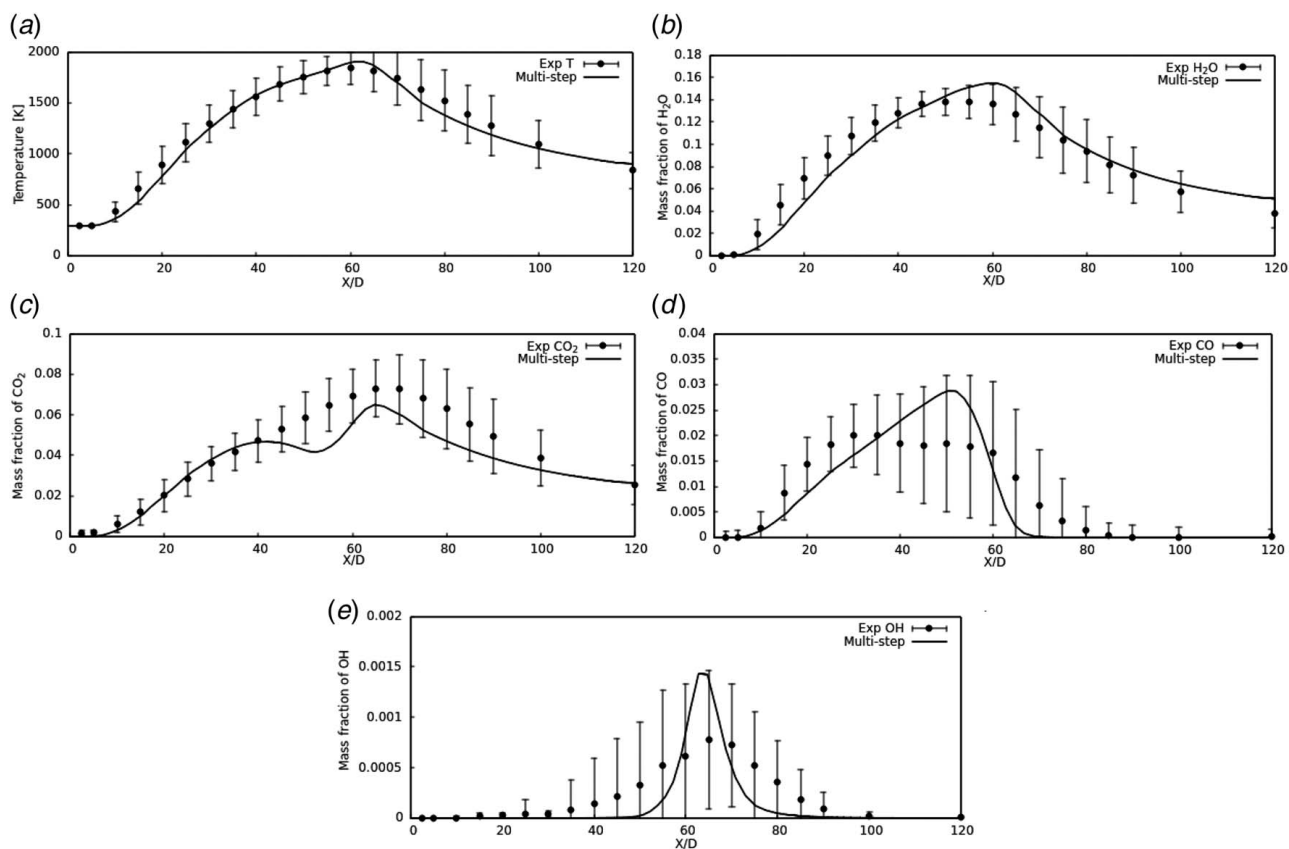 (a)
Exp T
Multi-step
Temperature [K]
2000
1500
1000
500
0
0 20 40 60 80 100 120
X/D
(b)
Exp H₂O
Multi-step
Mass fraction of H₂O
0.18
0.16
0.14
0.12
0.1
0.08
0.06
0.04
0.02
0
0 20 40 60 80 100 120
X/D
(c)
Exp CO₂
Multi-step
Mass fraction of CO₂
0.1
0.08
0.06
0.04
0.02
0
0 20 40 60 80 100 120
X/D
(d)
Exp CO
Multi-step
Mass fraction of CO
0.04
0.035
0.03
0.025
0.02
0.015
0.01
0.005
0
0 20 40 60 80 100 120
X/D
(e)
Exp OH
Multi-step
Mass fraction of OH
0.002
0.0015
0.001
0.0005
0
0 20 40 60 80 100 120
X/D